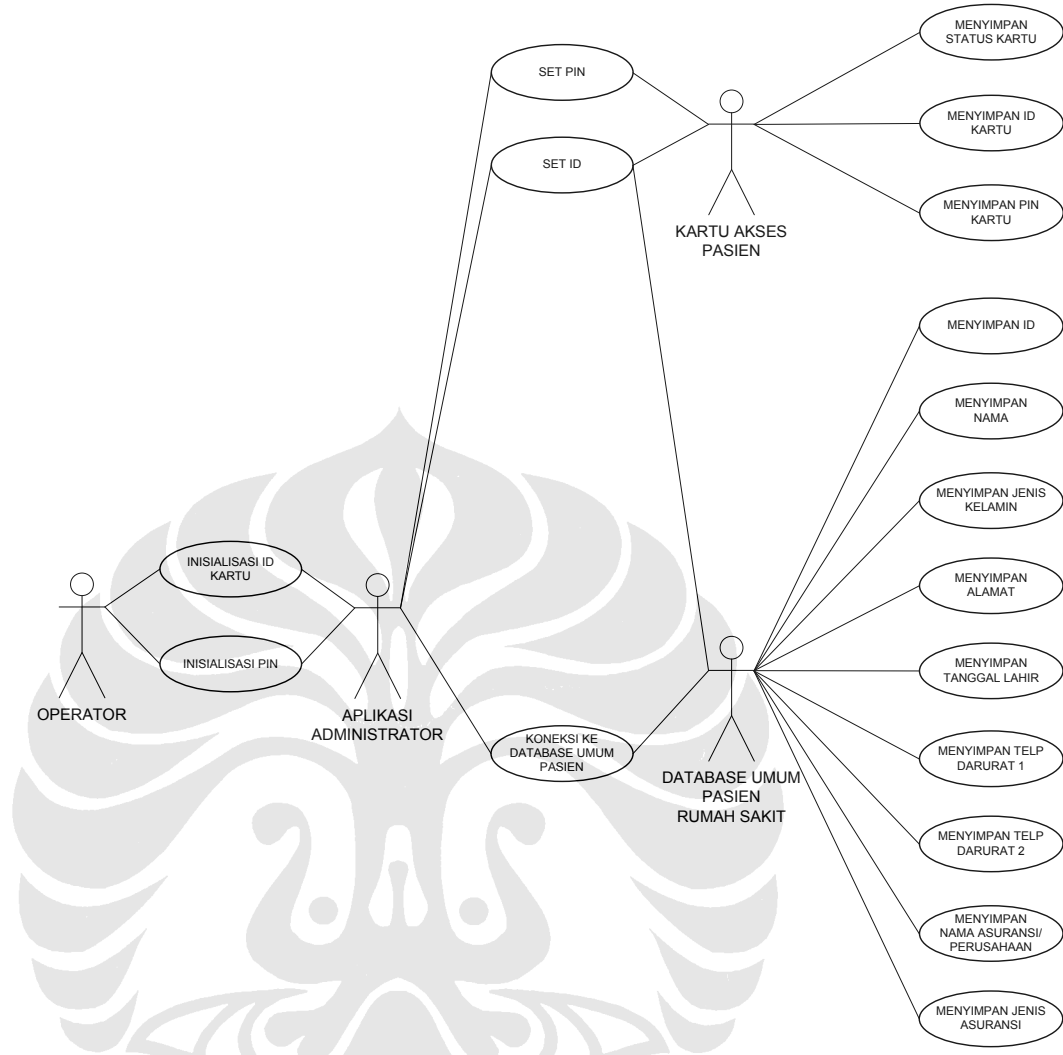 MENYIMPAN
STATUS KARTU
SET PIN
MENYIMPAN ID
KARTU
SET ID
MENYIMPAN PIN
KARTU
KARTU AKSES
PASIEN
MENYIMPAN ID
MENYIMPAN
NAMA
MENYIMPAN JENIS
KELAMIN
INISIALISASI ID
KARTU
MENYIMPAN
ALAMAT
INISIALISASI PIN
MENYIMPAN
TANGGAL LAHIR
OPERATOR
APLIKASI
ADMINISTRATOR
KONEKSI KE
DATABASE UMUM
PASIEN
MENYIMPAN TELP
DARURAT 1
DATABASE UMUM
PASIEN
RUMAH SAKIT
MENYIMPAN TELP
DARURAT 2
MENYIMPAN
NAMA ASURANSI/
PERUSAHAAN
MENYIMPAN JENIS
ASURANSI